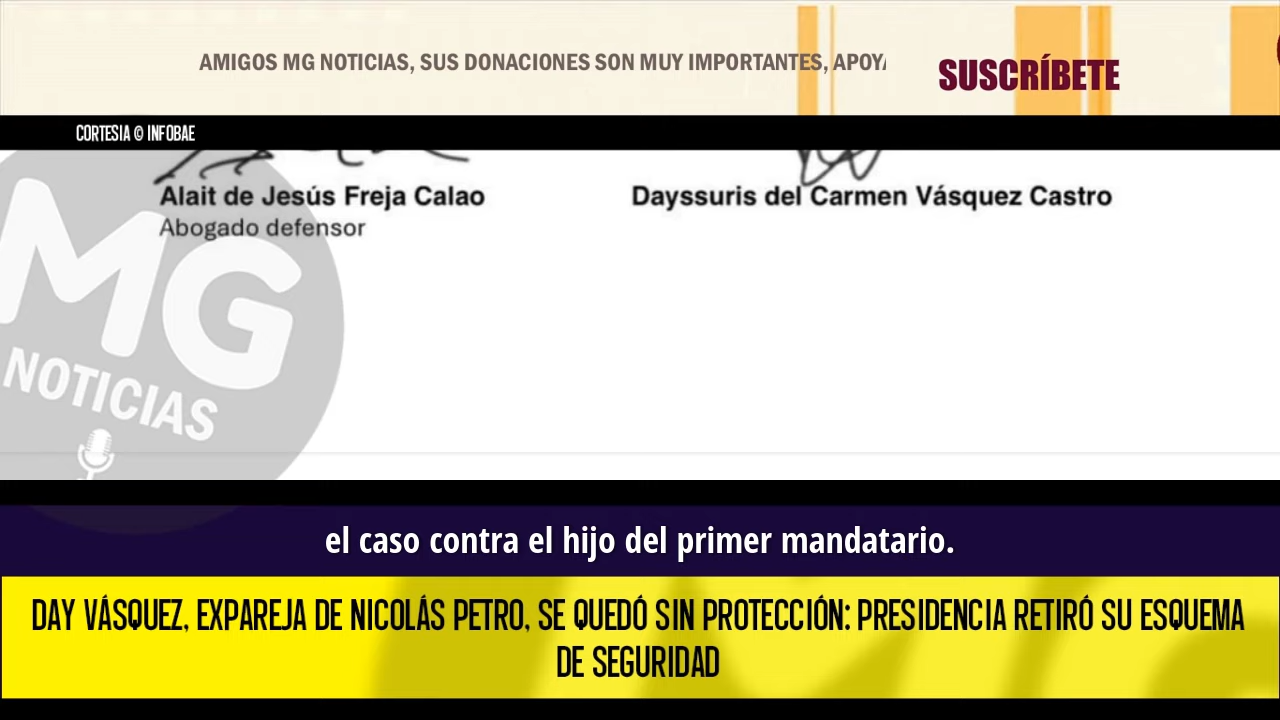 AMIGOS MG NOTICIAS, SUS DONACIONES SON MUY IMPORTANTES,
SUSCRÍBETE
CORTESIA © INFOBAE
Alait de Jesús Freja Calao
Dayssuris del Carmen Vásquez Castro
Abogado defensor
MG
NOTICIAS
el caso contra el hijo del primer mandatario.
DAY VÁSQUEZ, EXPAREJA DE NICOLÁS PETRO, SE QUEDÓ SIN PROTECCIÓN: PRESIDENCIA RETIRÓ SU ESQUEMA
DE SEGURIDAD